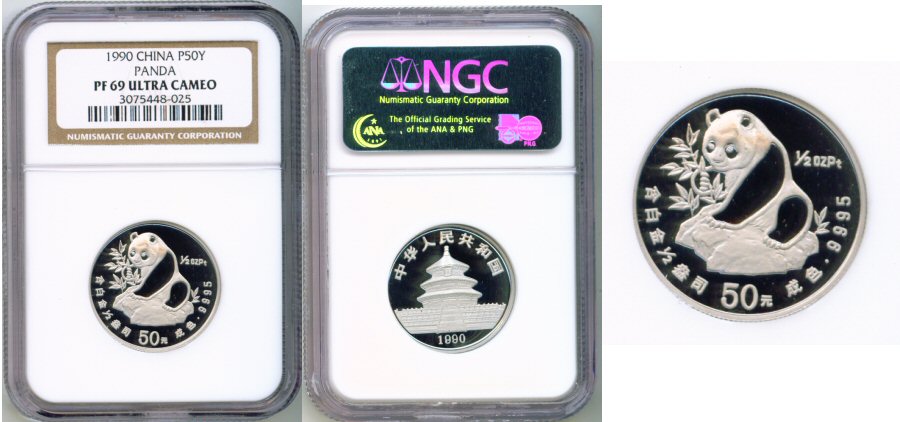 1990 CHINA P50Y
PANDA
PF 69 ULTRA CAMEO
3075448-025
NUMISMATIC GUARANTY CORPORATION
1/2 OZPt
含白金1/2盎司
50元
成色.9995
NGC
Numismatic Guaranty Corporation
The Official Grading Service
of the ANA & PNG
ANA
1891
PNG
中华人民共和国
1990
1/2 OZPt
含白金1/2盎司
50元
成色.9995